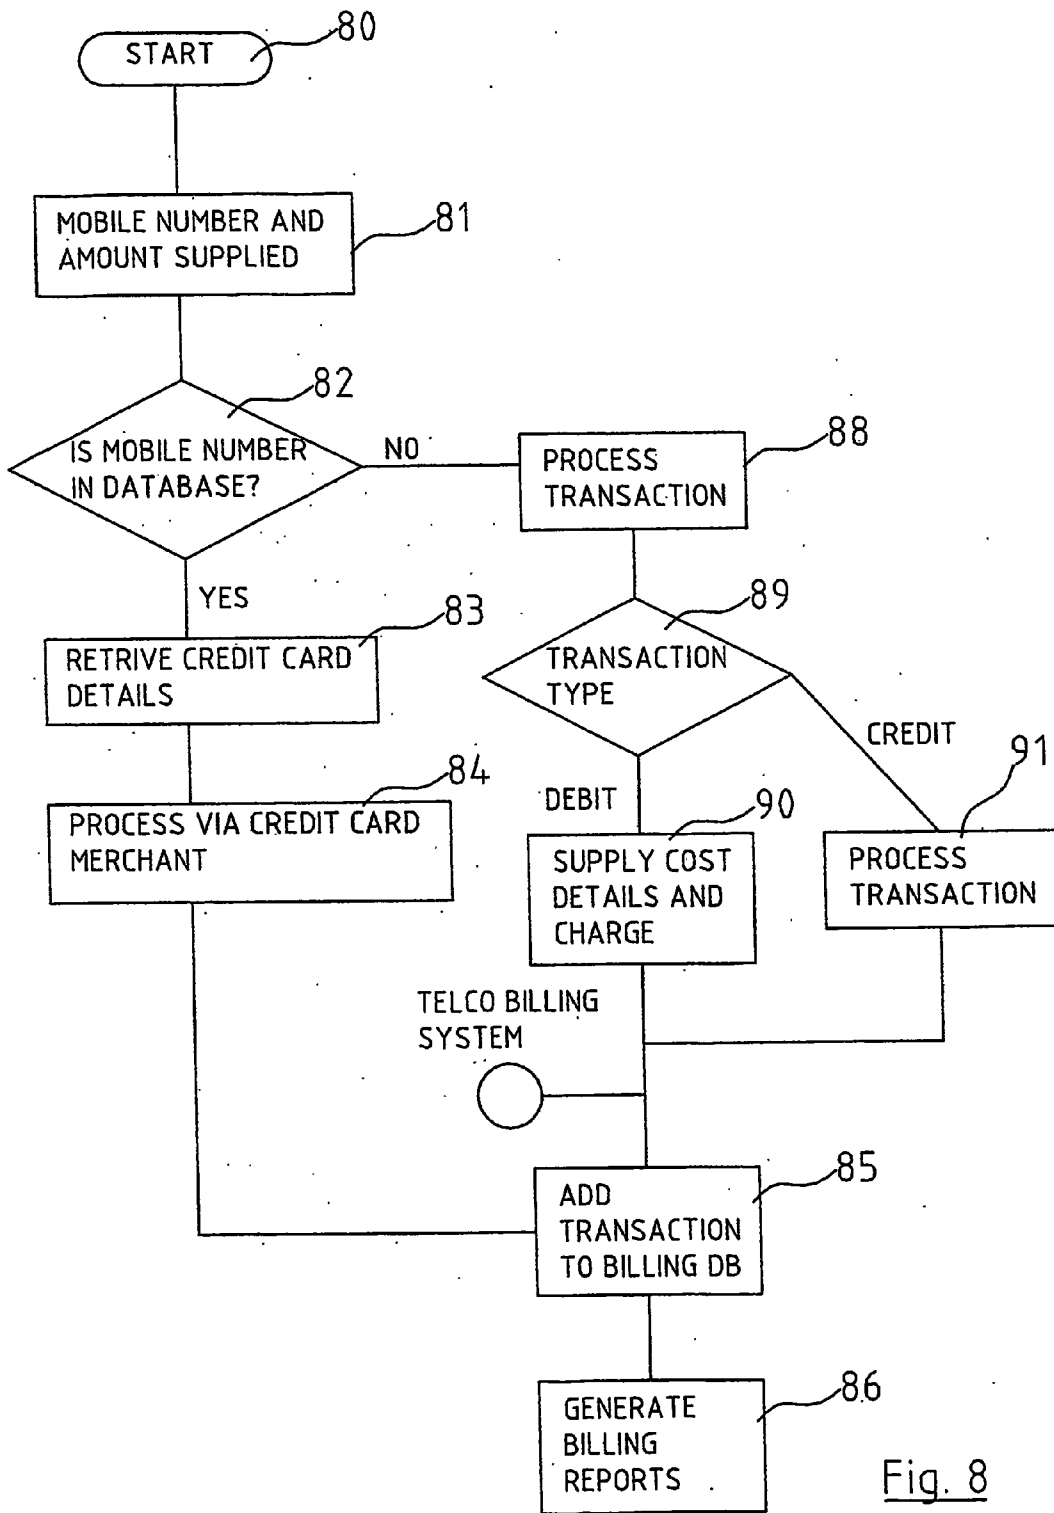 START
80
MOBILE NUMBER AND
AMOUNT SUPPLIED
81
82
IS MOBILE NUMBER
IN DATABASE?
NO
88
PROCESS
TRANSACTION
YES
83
RETRIVE CREDIT CARD
DETAILS
89
TRANSACTION
TYPE
CREDIT
84
PROCESS VIA CREDIT CARD
MERCHANT
DEBIT
90
SUPPLY COST
DETAILS AND
CHARGE
91
PROCESS
TRANSACTION
TELCO BILLING
SYSTEM
85
ADD
TRANSACTION
TO BILLING DB
86
GENERATE
BILLING
REPORTS
Fig. 8